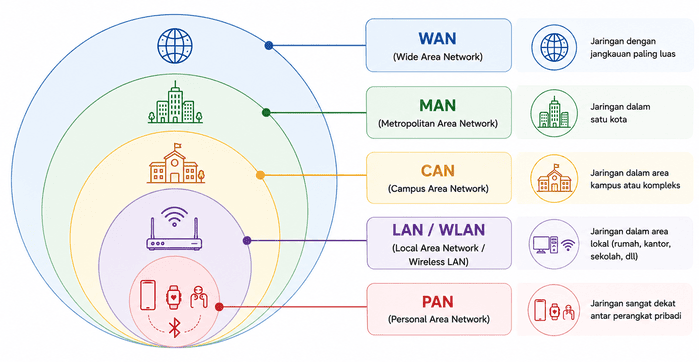 WAN
(Wide Area Network)
Jaringan dengan
jangkauan paling luas
MAN
(Metropolitan Area Network)
Jaringan dalam
satu kota
CAN
(Campus Area Network)
Jaringan dalam area
kampus atau kompleks
LAN / WLAN
(Local Area Network /
Wireless LAN)
Jaringan dalam area
lokal (rumah, kantor,
sekolah, dll)
PAN
(Personal Area Network)
Jaringan sangat dekat
antar perangkat pribadi